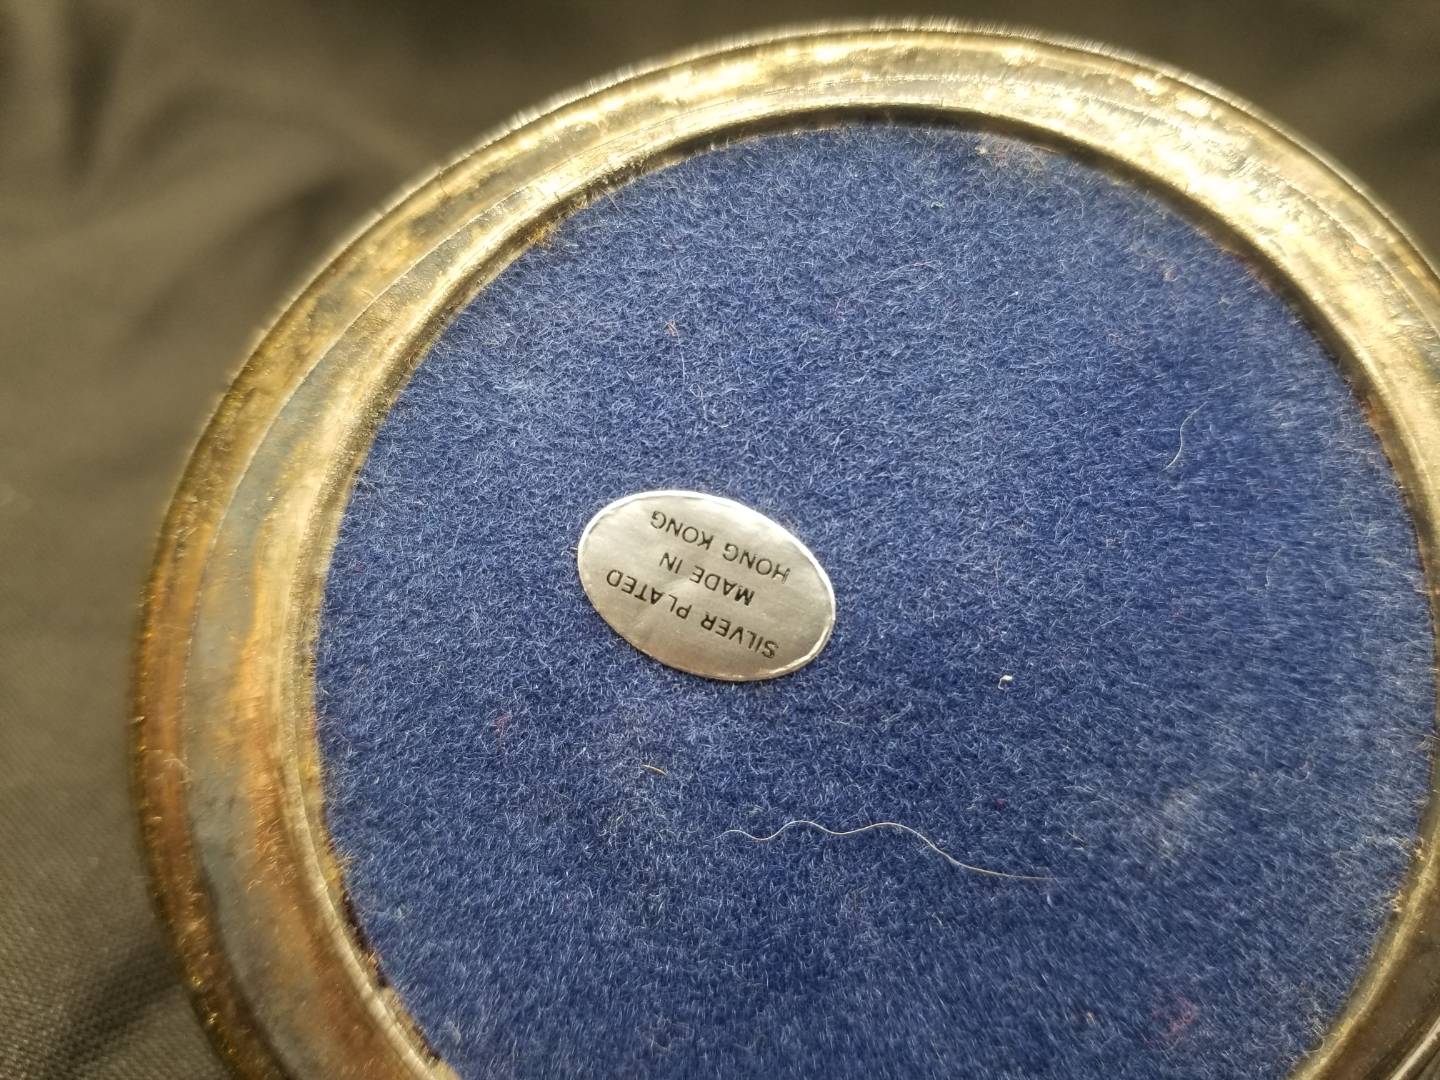 SILVER PLATED
MADE IN
HONG KONG